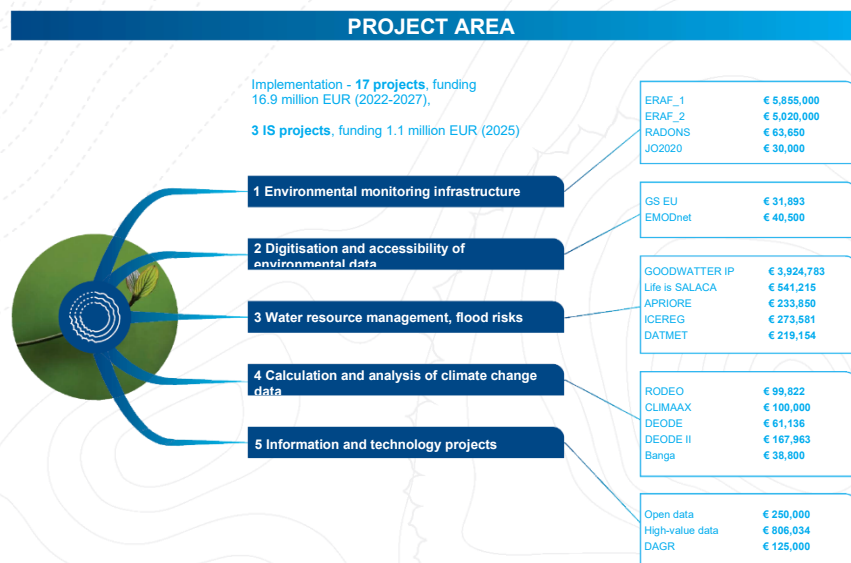 PROJECT AREA
Implementation - 17 projects, funding
16.9 million EUR (2022-2027),
3 IS projects, funding 1.1 million EUR (2025)
1 Environmental monitoring infrastructure
2 Digitisation and accessibility of
environmental data
3 Water resource management, flood risks
4 Calculation and analysis of climate change
data
5 Information and technology projects
ERAF_1 € 5,855,000
ERAF_2 € 5,020,000
RADONS € 63,650
JO2020 € 30,000
GS EU € 31,893
EMODnet € 40,500
GOODWATTER IP € 3,924,783
Life is SALACA € 541,215
APRIORE € 233,850
ICEREG € 273,581
DATMET € 219,154
RODEO € 99,822
CLIMAAX € 100,000
DEODE € 61,136
DEODE II € 167,963
Banga € 38,800
Open data € 250,000
High-value data € 806,034
DAGR € 125,000